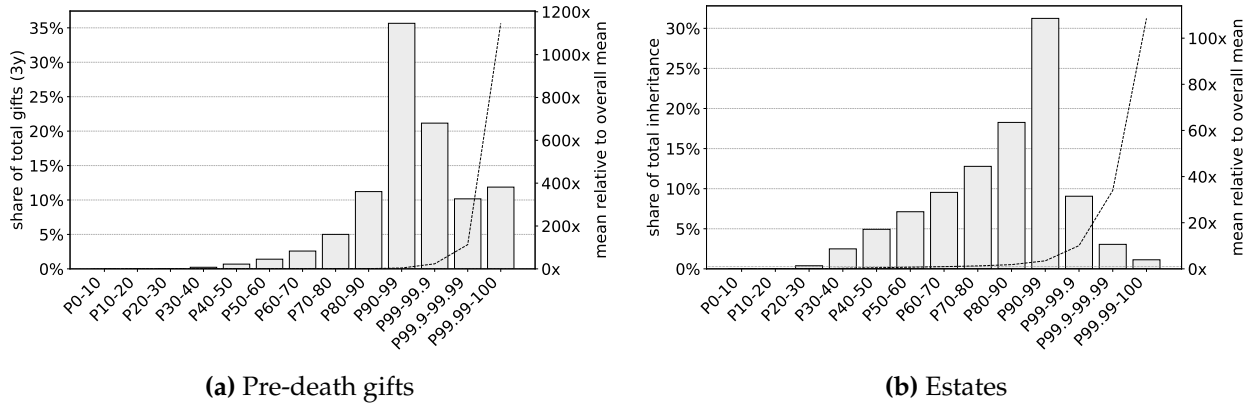 share of total gifts (3y)
35%
30%
25%
20%
15%
10%
5%
0%
1200x
1000x
800x
600x
400x
200x
0x
mean relative to overall mean
P0-10
P10-20
P20-30
P30-40
P40-50
P50-60
P60-70
P70-80
P80-90
P90-99
P99-99.9
P99.9-99.99
P99.99-100
(a) Pre-death gifts
share of total inheritance
30%
25%
20%
15%
10%
5%
0%
100x
80x
60x
40x
20x
0x
mean relative to overall mean
P0-10
P10-20
P20-30
P30-40
P40-50
P50-60
P60-70
P70-80
P80-90
P90-99
P99-99.9
P99.9-99.99
P99.99-100
(b) Estates